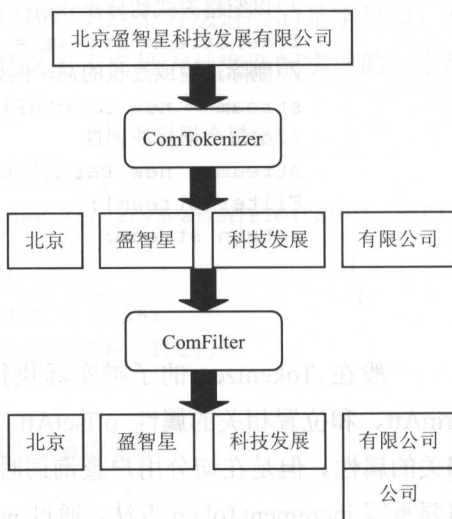 北京盈智星科技发展有限公司
ComTokenizer
北京 盈智星 科技发展 有限公司
ComFilter
北京 盈智星 科技发展 有限公司
公司